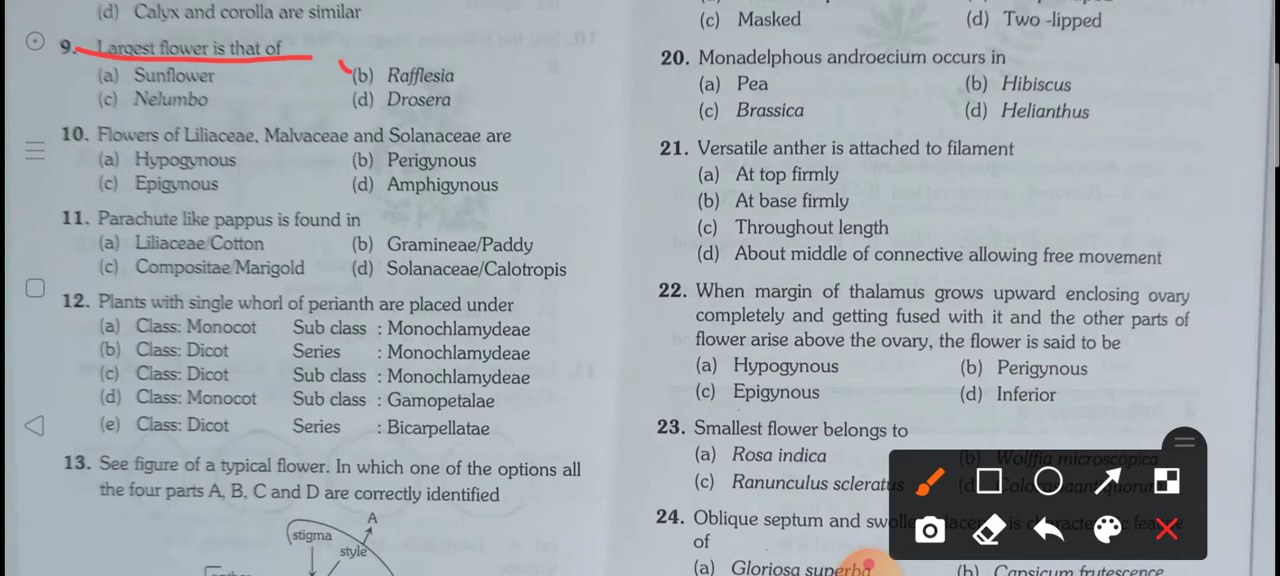 (d) Calyx and corolla are similar
9. Largest flower is that of
(a) Sunflower (b) Rafflesia
(c) Nelumbo (d) Drosera
10. Flowers of Liliaceae, Malvaceae and Solanaceae are
(a) Hypogynous (b) Perigynous
(c) Epigynous (d) Amphigynous
11. Parachute like pappus is found in
(a) Liliaceae/Cotton (b) Gramineae/Paddy
(c) Compositae/Marigold (d) Solanaceae/Calotropis
12. Plants with single whorl of perianth are placed under
(a) Class: Monocot Sub class : Monochlamydeae
(b) Class: Dicot Series : Monochlamydeae
(c) Class: Dicot Sub class : Monochlamydeae
(d) Class: Monocot Sub class : Gamopetalae
(e) Class: Dicot Series : Bicarpellatae
13. See figure of a typical flower. In which one of the options all
the four parts A, B, C and D are correctly identified
A
stigma
style
(c) Masked (d) Two -lipped
20. Monadelphous androecium occurs in
(a) Pea (b) Hibiscus
(c) Brassica (d) Helianthus
21. Versatile anther is attached to filament
(a) At top firmly
(b) At base firmly
(c) Throughout length
(d) About middle of connective allowing free movement
22. When margin of thalamus grows upward enclosing ovary
completely and getting fused with it and the other parts of
flower arise above the ovary, the flower is said to be
(a) Hypogynous (b) Perigynous
(c) Epigynous (d) Inferior
23. Smallest flower belongs to
(a) Rosa indica (b) Wolffia microscopica
(c) Ranunculus scleratus (d)
24. Oblique septum and is characteristic feature
of
(a) Gloriosa superba (b) Capsicum frutescence